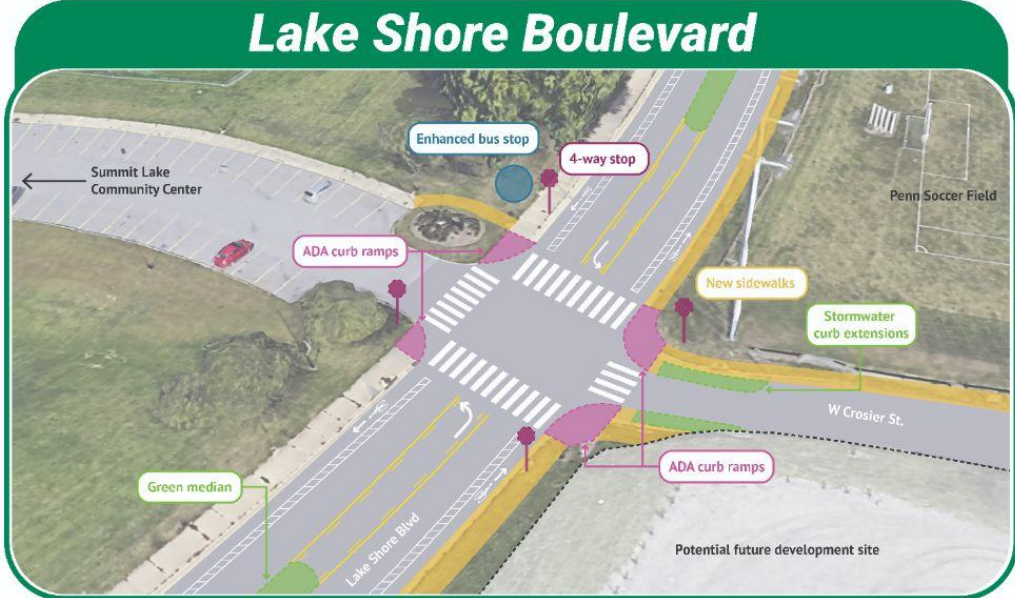 Lake Shore Boulevard
Enhanced bus stop
4-way stop
Summit Lake
Community Center
Penn Soccer Field
ADA curb ramps
New sidewalks
Stormwater
curb extensions
W Crosier St.
ADA curb ramps
Green median
Lake Shore Blvd
Potential future development site